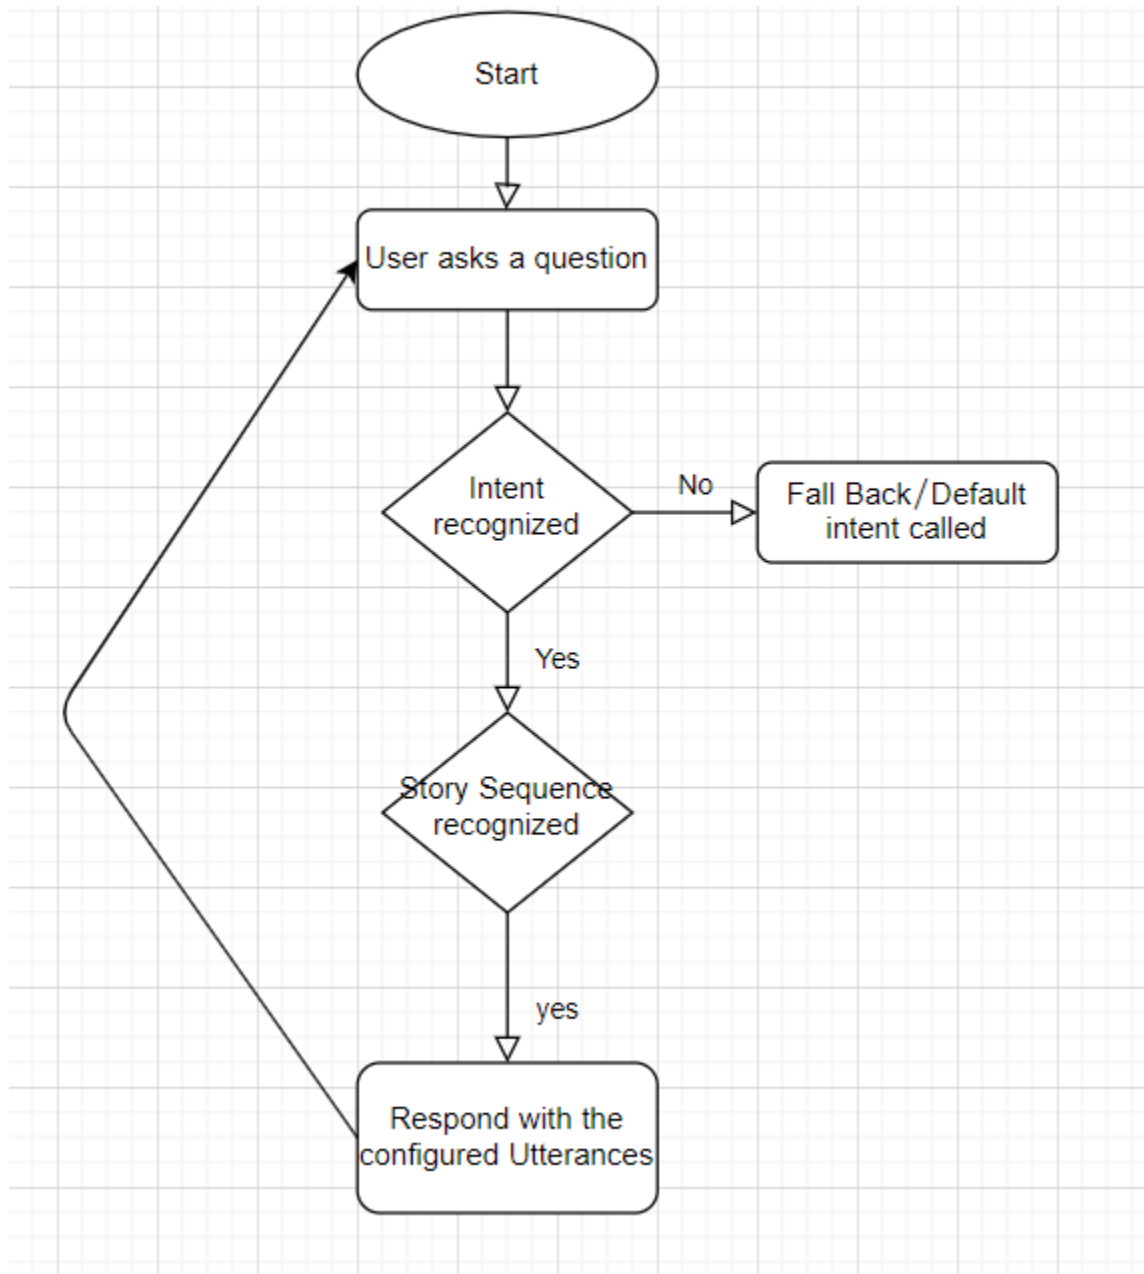 Start
User asks a question
Intent
recognized
No
Fall Back/Default
intent called
Yes
Story Sequence
recognized
yes
Respond with the
configured Utterances